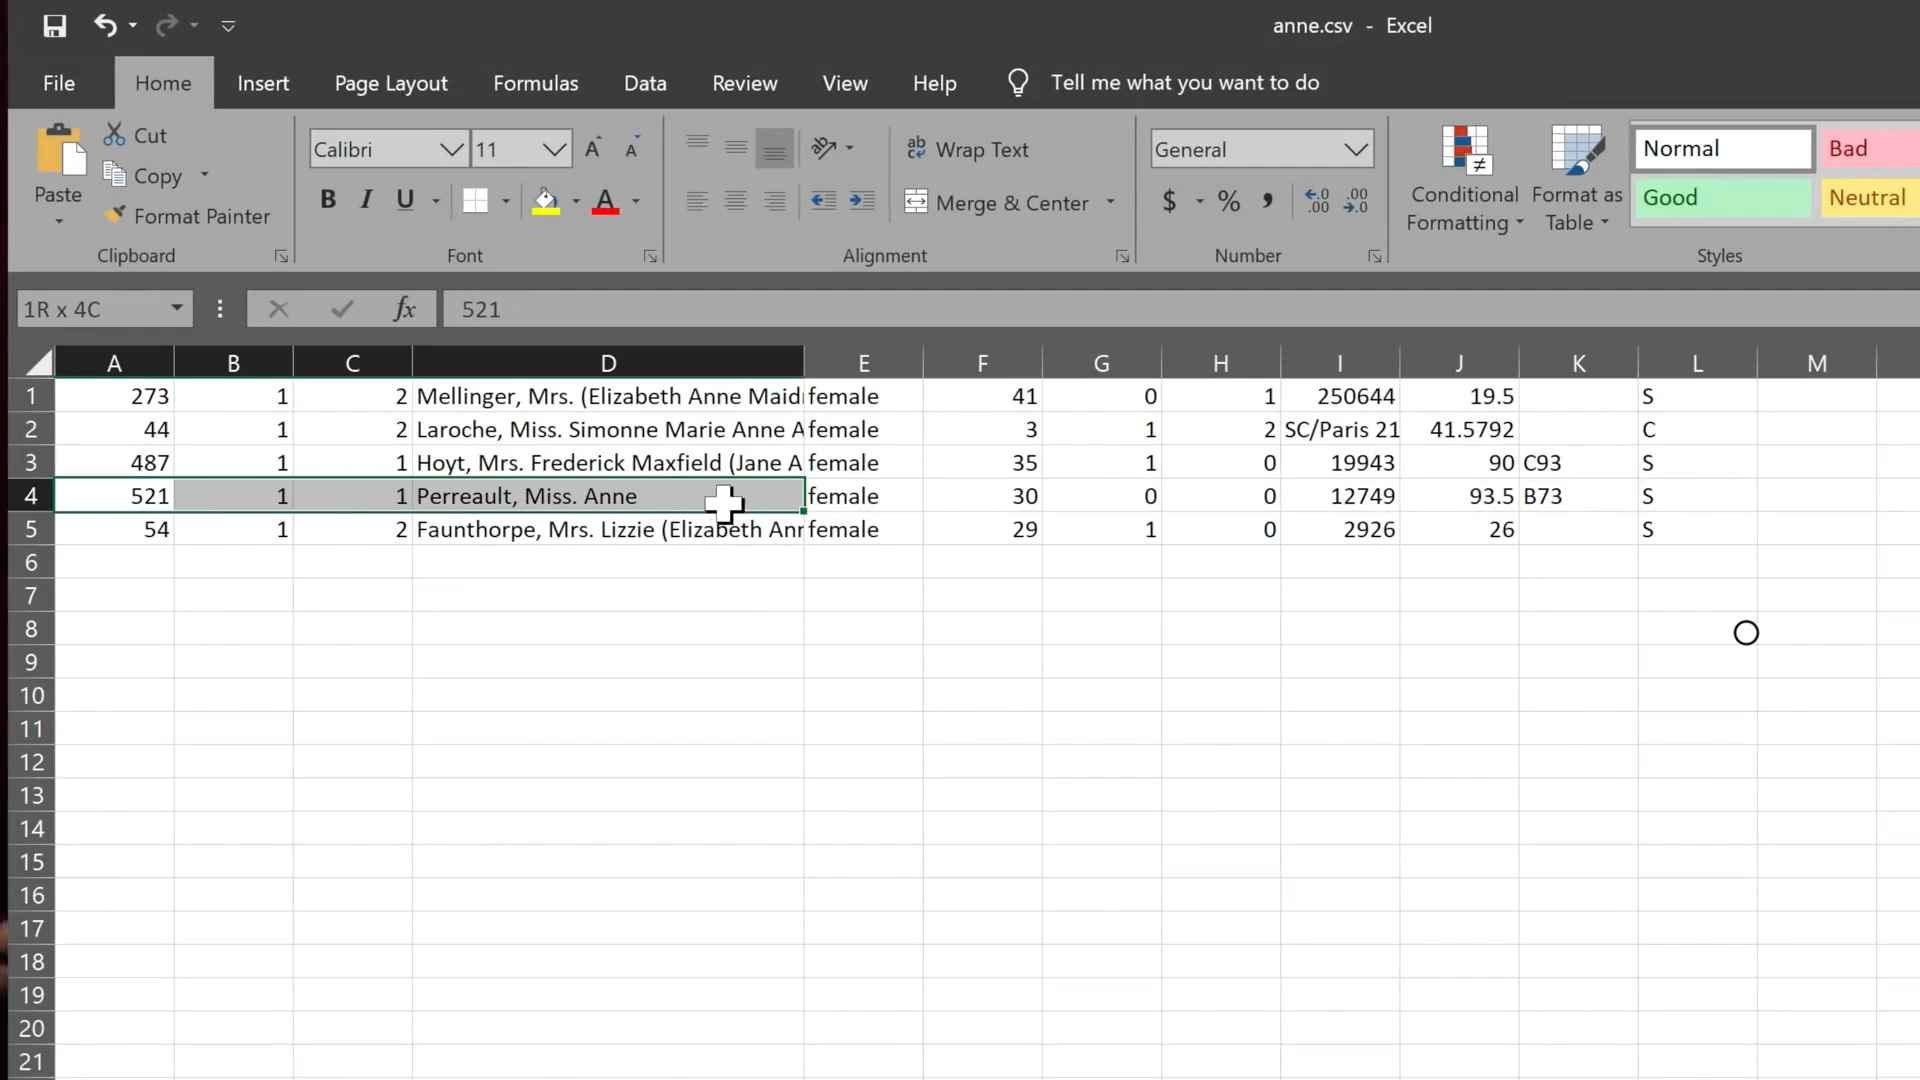 anne.csv - Excel
File Home Insert Page Layout Formulas Data Review View Help Tell me what you want to do
Paste
Cut
Copy
Format Painter
Clipboard
Calibri 11 A A
B I U A
Font
ab Wrap Text
Merge & Center
Alignment
General
$ % , .00 .00
Number
Conditional Formatting
Format as Table
Normal Bad
Good Neutral
Styles
1R x 4C fx 521
A B C D E F G H I J K L M
1 273 1 2 Mellinger, Mrs. (Elizabeth Anne female 41 0 1 250644 19.5 S
2 44 1 2 Laroche, Miss. Simonne Marie Anne A female 3 1 2 SC/Paris 21 41.5792 C
3 487 1 1 Hoyt, Mrs. Frederick Maxfield (Jane A female 35 1 0 19943 90 C93 S
4 521 1 1 Perreault, Miss. Anne female 30 0 0 12749 93.5 B73 S
5 54 1 2 Faunthorpe, Mrs. Lizzie (Elizabeth female 29 1 0 2926 26 S
6
7
8
9
10
11
12
13
14
15
16
17
18
19
20
21